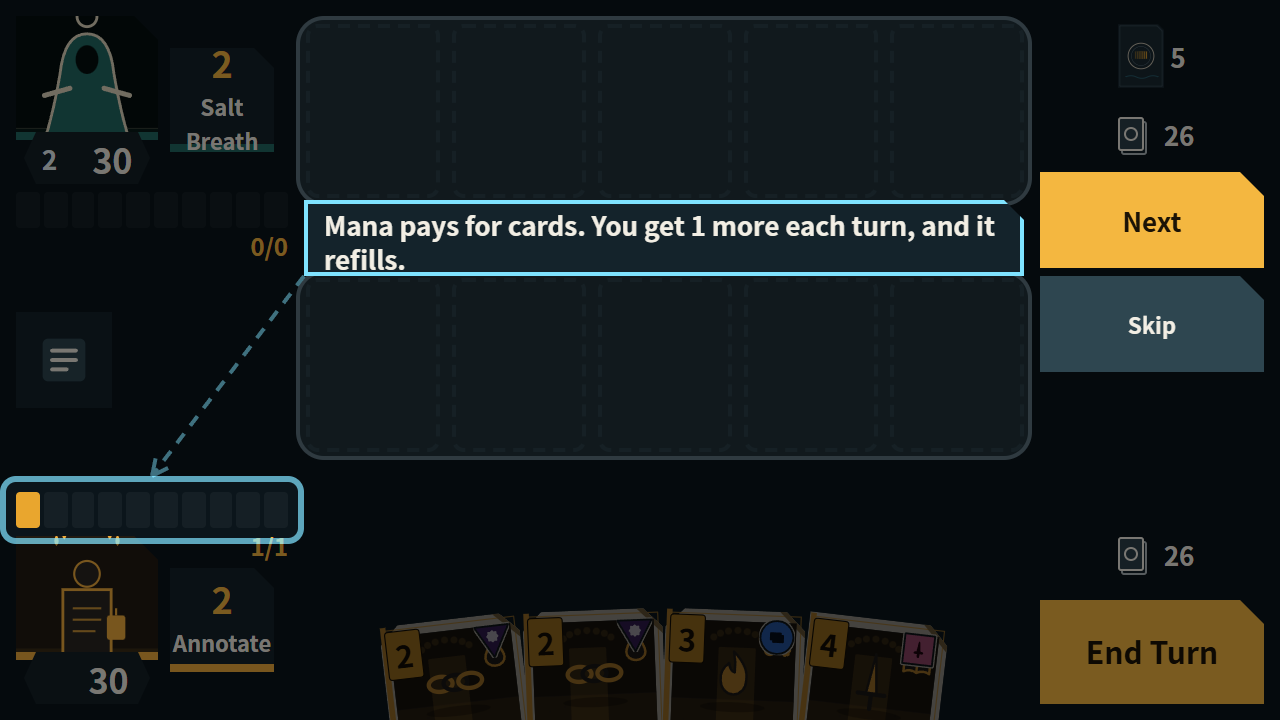 2
Salt
Breath
2 30
0/0
5
26
Mana pays for cards. You get 1 more each turn, and it
refills.
Next
Skip
1/1
2
Annotate
30
2
2
3
4
26
End Turn